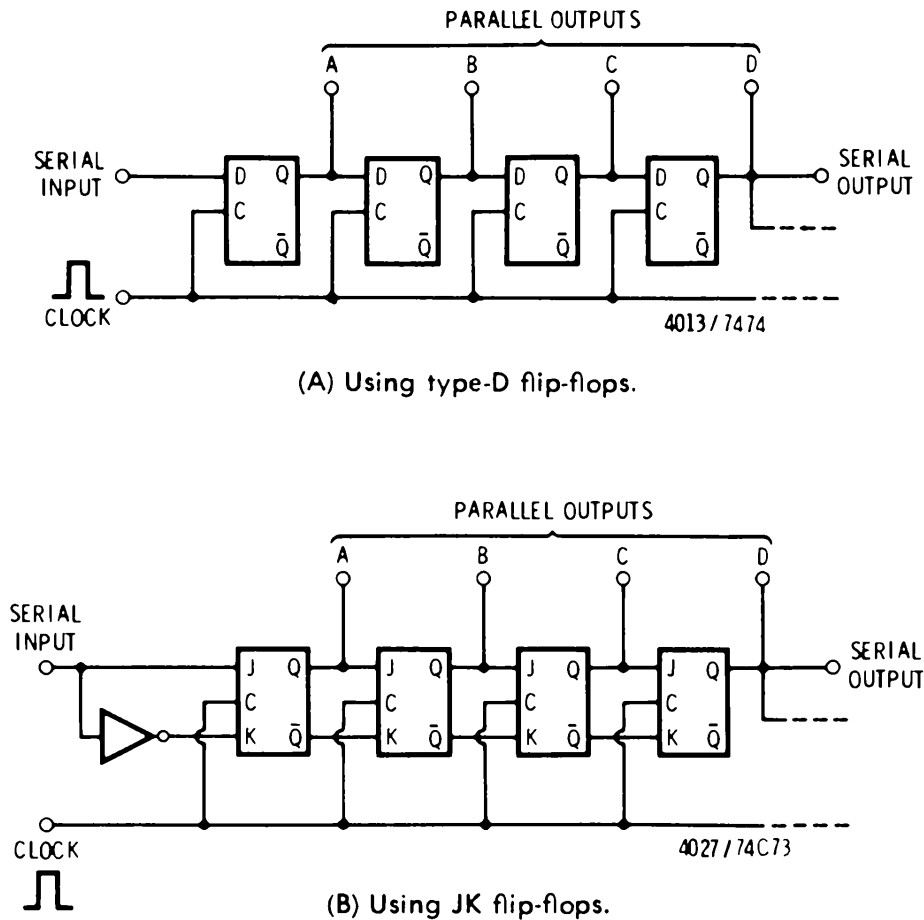 PARALLEL OUTPUTS
A B C D
SERIAL INPUT
D Q D Q D Q D Q
SERIAL OUTPUT
C C C C
Q̄ Q̄ Q̄ Q̄
CLOCK
4013/7474
(A) Using type-D flip-flops.
PARALLEL OUTPUTS
A B C D
SERIAL
INPUT
J Q J Q J Q J Q
SERIAL
OUTPUT
C C C C
K Q̄ K Q̄ K Q̄ K Q̄
CLOCK
4027/74C73
(B) Using JK flip-flops.